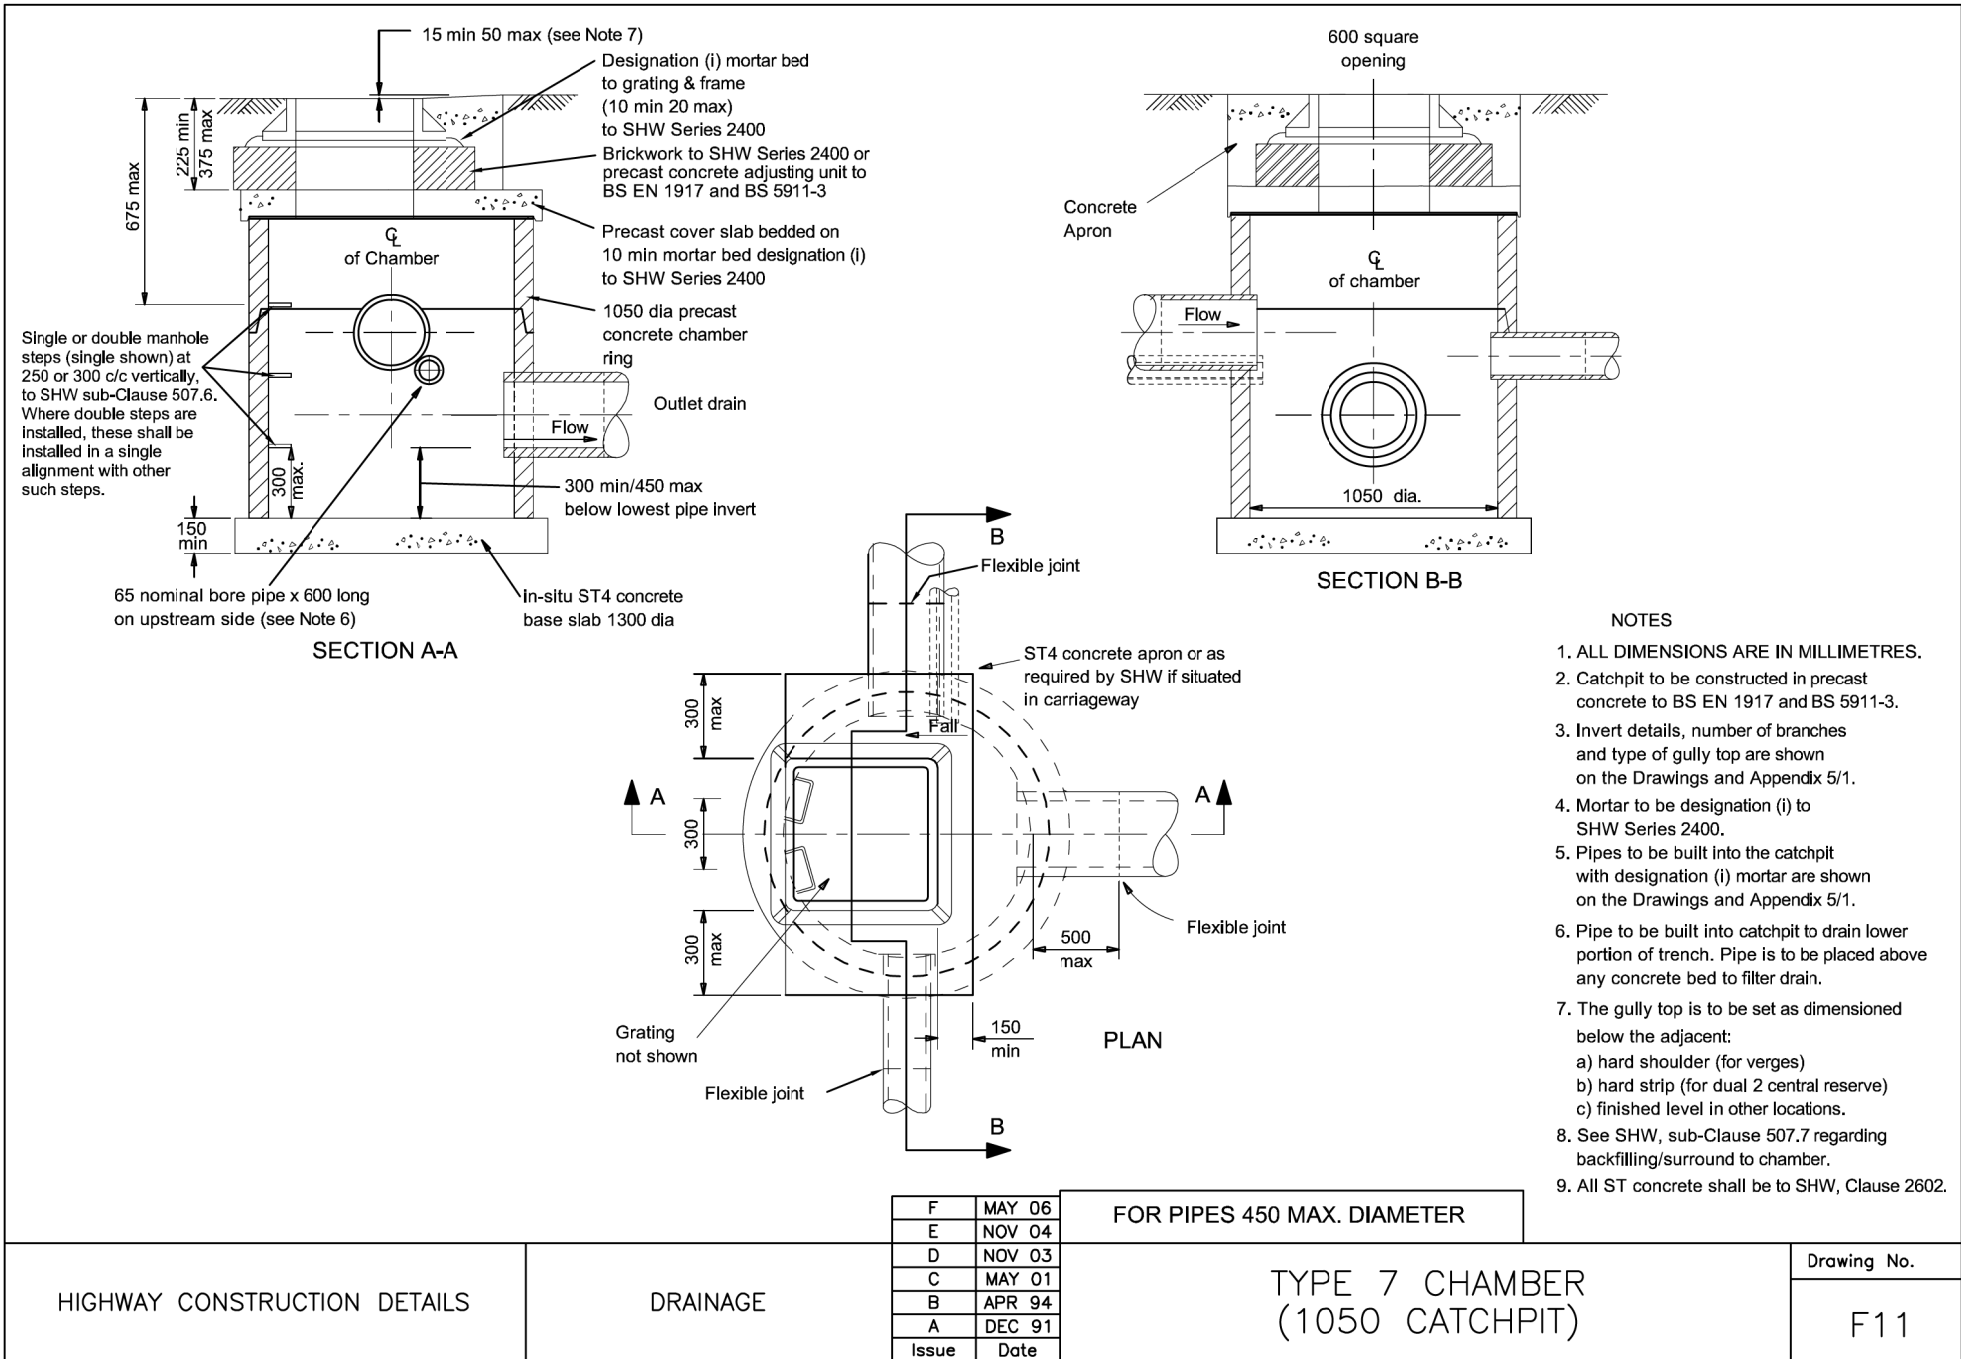 15 min 50 max (see Note 7)
Designation (i) mortar bed
to grating & frame
(10 min 20 max)
to SHW Series 2400
Brickwork to SHW Series 2400 or
precast concrete adjusting unit to
BS EN 1917 and BS 5911-3
Precast cover slab bedded on
10 min mortar bed designation (i)
to SHW Series 2400
1050 dia precast
concrete chamber
ring
675 max
225 min
375 max
℄
of Chamber
Single or double manhole
steps (single shown) at
250 or 300 c/c vertically,
to SHW sub-Clause 507.6.
Where double steps are
installed, these shall be
installed in a single
alignment with other
such steps.
Outlet drain
Flow
300
max.
300 min/450 max
below lowest pipe invert
150
min
65 nominal bore pipe x 600 long
on upstream side (see Note 6)
in-situ ST4 concrete
base slab 1300 dia
SECTION A-A
600 square
opening
Concrete
Apron
℄
of chamber
Flow
1050 dia.
SECTION B-B
B
Flexible joint
ST4 concrete apron or as
required by SHW if situated
in carriageway
300
max
Fall
A
A
300
300
max
500
max
Flexible joint
Grating
not shown
150
min
PLAN
Flexible joint
B
NOTES
1. ALL DIMENSIONS ARE IN MILLIMETRES.
2. Catchpit to be constructed in precast
concrete to BS EN 1917 and BS 5911-3.
3. Invert details, number of branches
and type of gully top are shown
on the Drawings and Appendix 5/1.
4. Mortar to be designation (i) to
SHW Series 2400.
5. Pipes to be built into the catchpit
with designation (i) mortar are shown
on the Drawings and Appendix 5/1.
6. Pipe to be built into catchpit to drain lower
portion of trench. Pipe is to be placed above
any concrete bed to filter drain.
7. The gully top is to be set as dimensioned
below the adjacent:
a) hard shoulder (for verges)
b) hard strip (for dual 2 central reserve)
c) finished level in other locations.
8. See SHW, sub-Clause 507.7 regarding
backfilling/surround to chamber.
9. All ST concrete shall be to SHW, Clause 2602.
F MAY 06
E NOV 04
D NOV 03
C MAY 01
B APR 94
A DEC 91
Issue Date
FOR PIPES 450 MAX. DIAMETER
HIGHWAY CONSTRUCTION DETAILS
DRAINAGE
TYPE 7 CHAMBER
(1050 CATCHPIT)
Drawing No.
F11